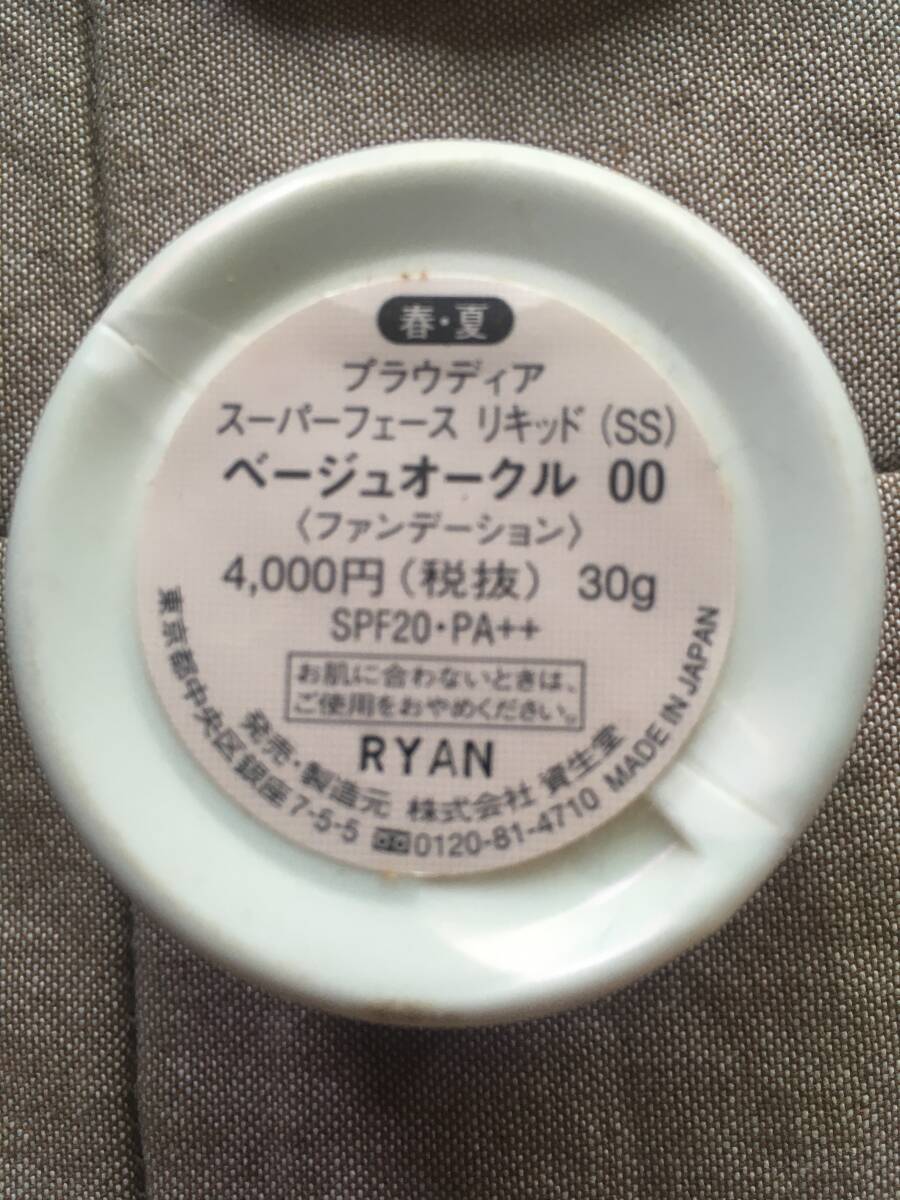 春・夏
プラウディア
スーパーフェース リキッド (SS)
ベージュオークル 00
〈ファンデーション〉
4,000円(税抜) 30g
SPF20・PA++
お肌に合わないときは、
ご使用をおやめください。
RYAN
発売・製造元 株式会社 資生堂
東京都中央区銀座7-5-5 0120-81-4710 MADE IN JAPAN